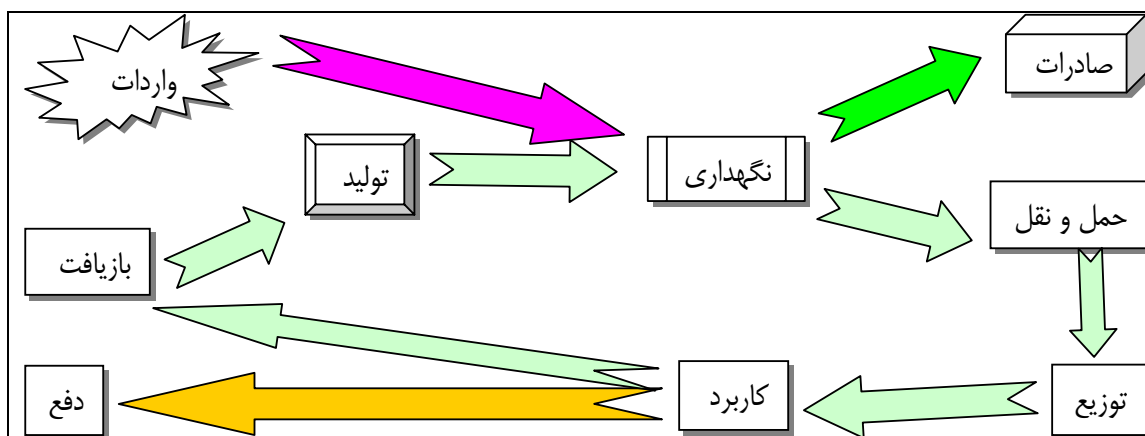 واردات
صادرات
تولید
نگهداری
حمل و نقل
بازیافت
توزیع
کاربرد
دفع